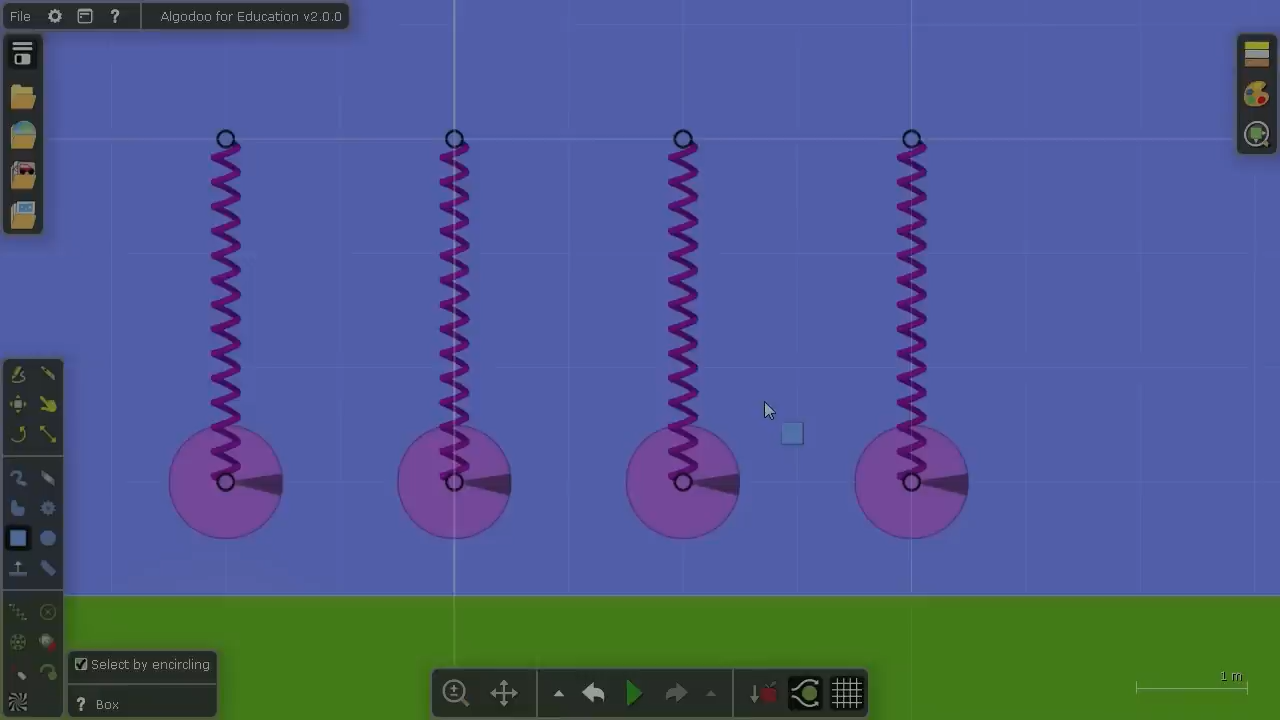 File ? Algodoo for Education v2.0.0
Select by encircling
? Box
1 m